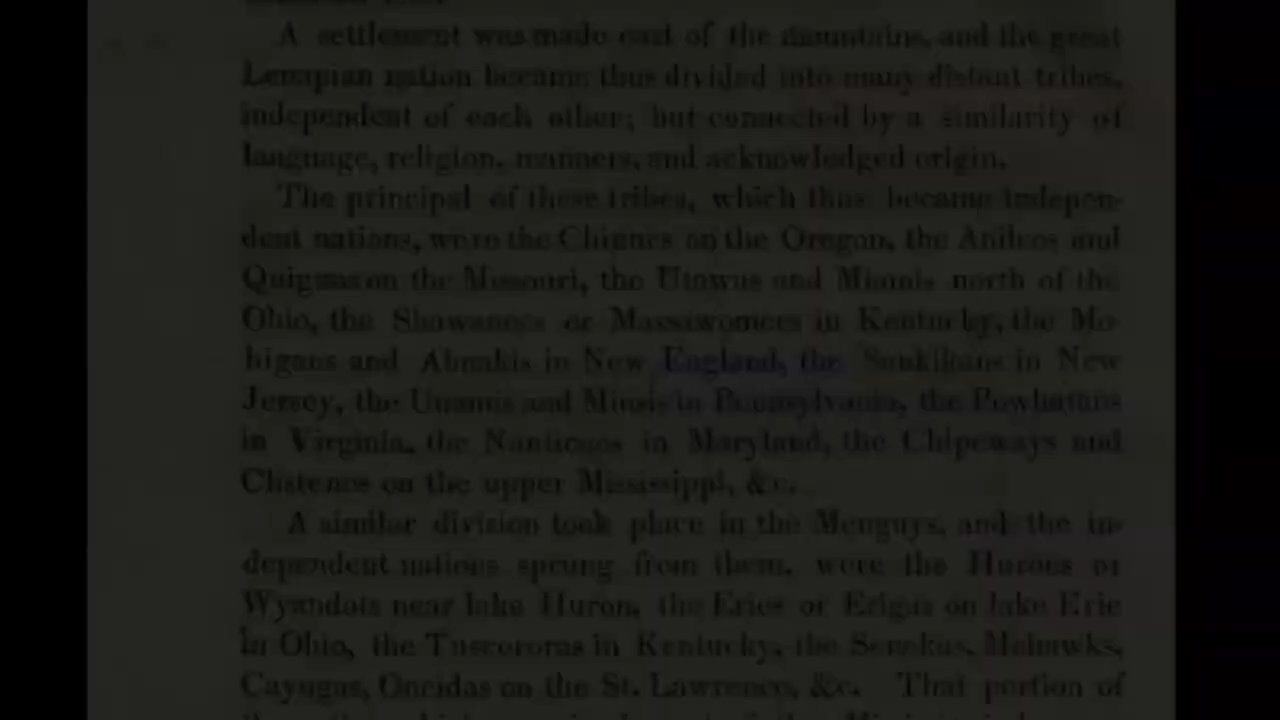 A settlement was made east of the mountains, and the great
Lenapian nation became thus divided into many distant tribes,
independent of each other; but connected by a similarity of
language, religion, manners, and acknowledged origin.
The principal of these tribes, which thus became indepen-
dent nations, were the Chinucs on the Oregon, the Anilcos and
Quiguas on the Missouri, the Utawas and Miamis north of the
Ohio, the Shawanees or Massawomees in Kentucky, the Mo-
higans and Abnakis in New England, the Sankikans in New
Jersey, the Unamis and Minsis in Pennsylvania, the Powhatans
in Virginia, the Nanticoes in Maryland, the Chipeways and
Clistenos on the upper Mississippi, &c.
A similar division took place in the Menguys, and the in-
dependent nations sprung from them, were the Hurons or
Wyandots near lake Huron, the Eries or Erigas on lake Erie
in Ohio, the Tuscororas in Kentucky, the Senekas, Mohawks,
Cayugas, Oneidas on the St. Lawrence, &c. That portion of